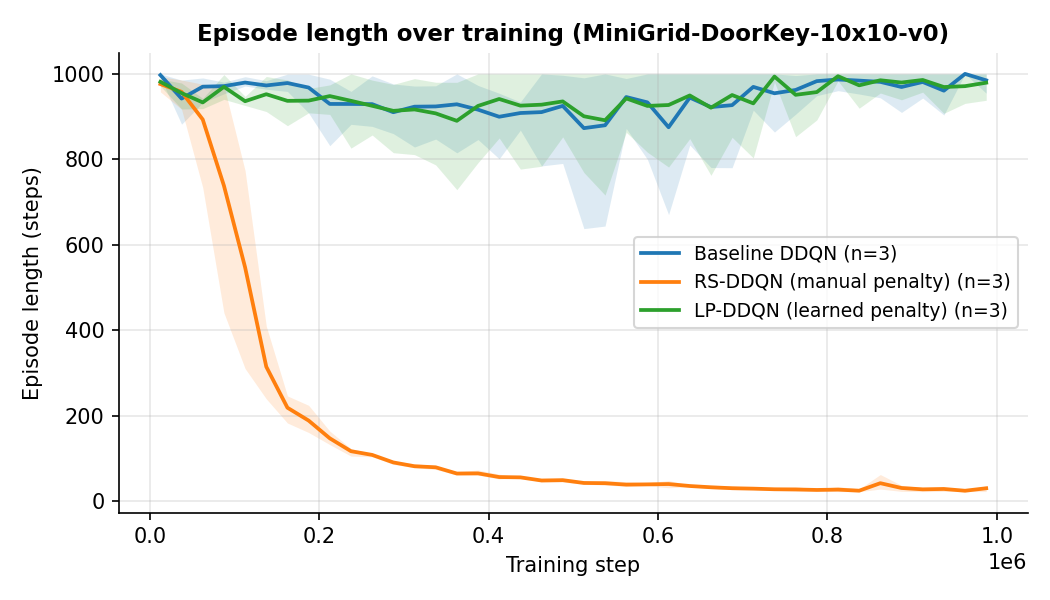 Episode length over training (MiniGrid-DoorKey-10x10-v0)
Episode length (steps)
1000
800
600
400
200
0
Baseline DDQN (n=3)
RS-DDQN (manual penalty) (n=3)
LP-DDQN (learned penalty) (n=3)
0.0 0.2 0.4 0.6 0.8 1.0
1e6
Training step